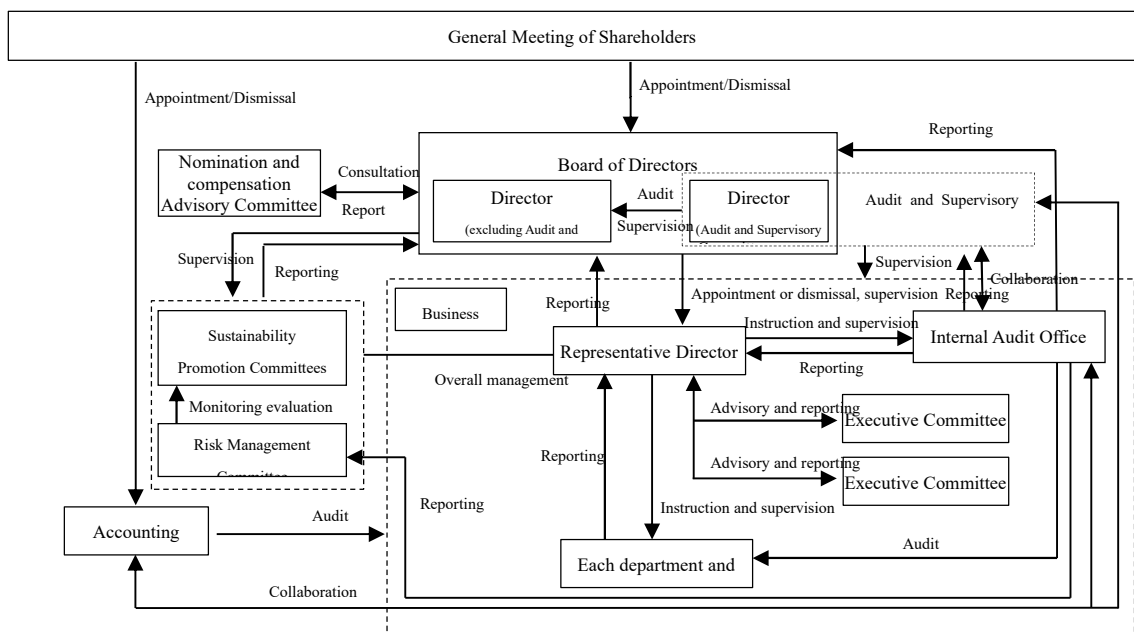 General Meeting of Shareholders
Appointment/Dismissal
Appointment/Dismissal
Reporting
Board of Directors
Nomination and
compensation
Advisory Committee
Consultation
Report
Director
(excluding Audit and
Audit
Supervision
Director
(Audit and Supervisory
Audit and Supervisory
Supervision
Reporting
Supervision
Collaboration
Reporting
Appointment or dismissal, supervision
Reporting
Business
Sustainability
Promotion Committees
Instruction and supervision
Internal Audit Office
Representative Director
Reporting
Overall management
Monitoring evaluation
Advisory and reporting
Executive Committee
Risk Management
Committee
Reporting
Advisory and reporting
Executive Committee
Reporting
Instruction and supervision
Accounting
Audit
Audit
Each department and
Collaboration